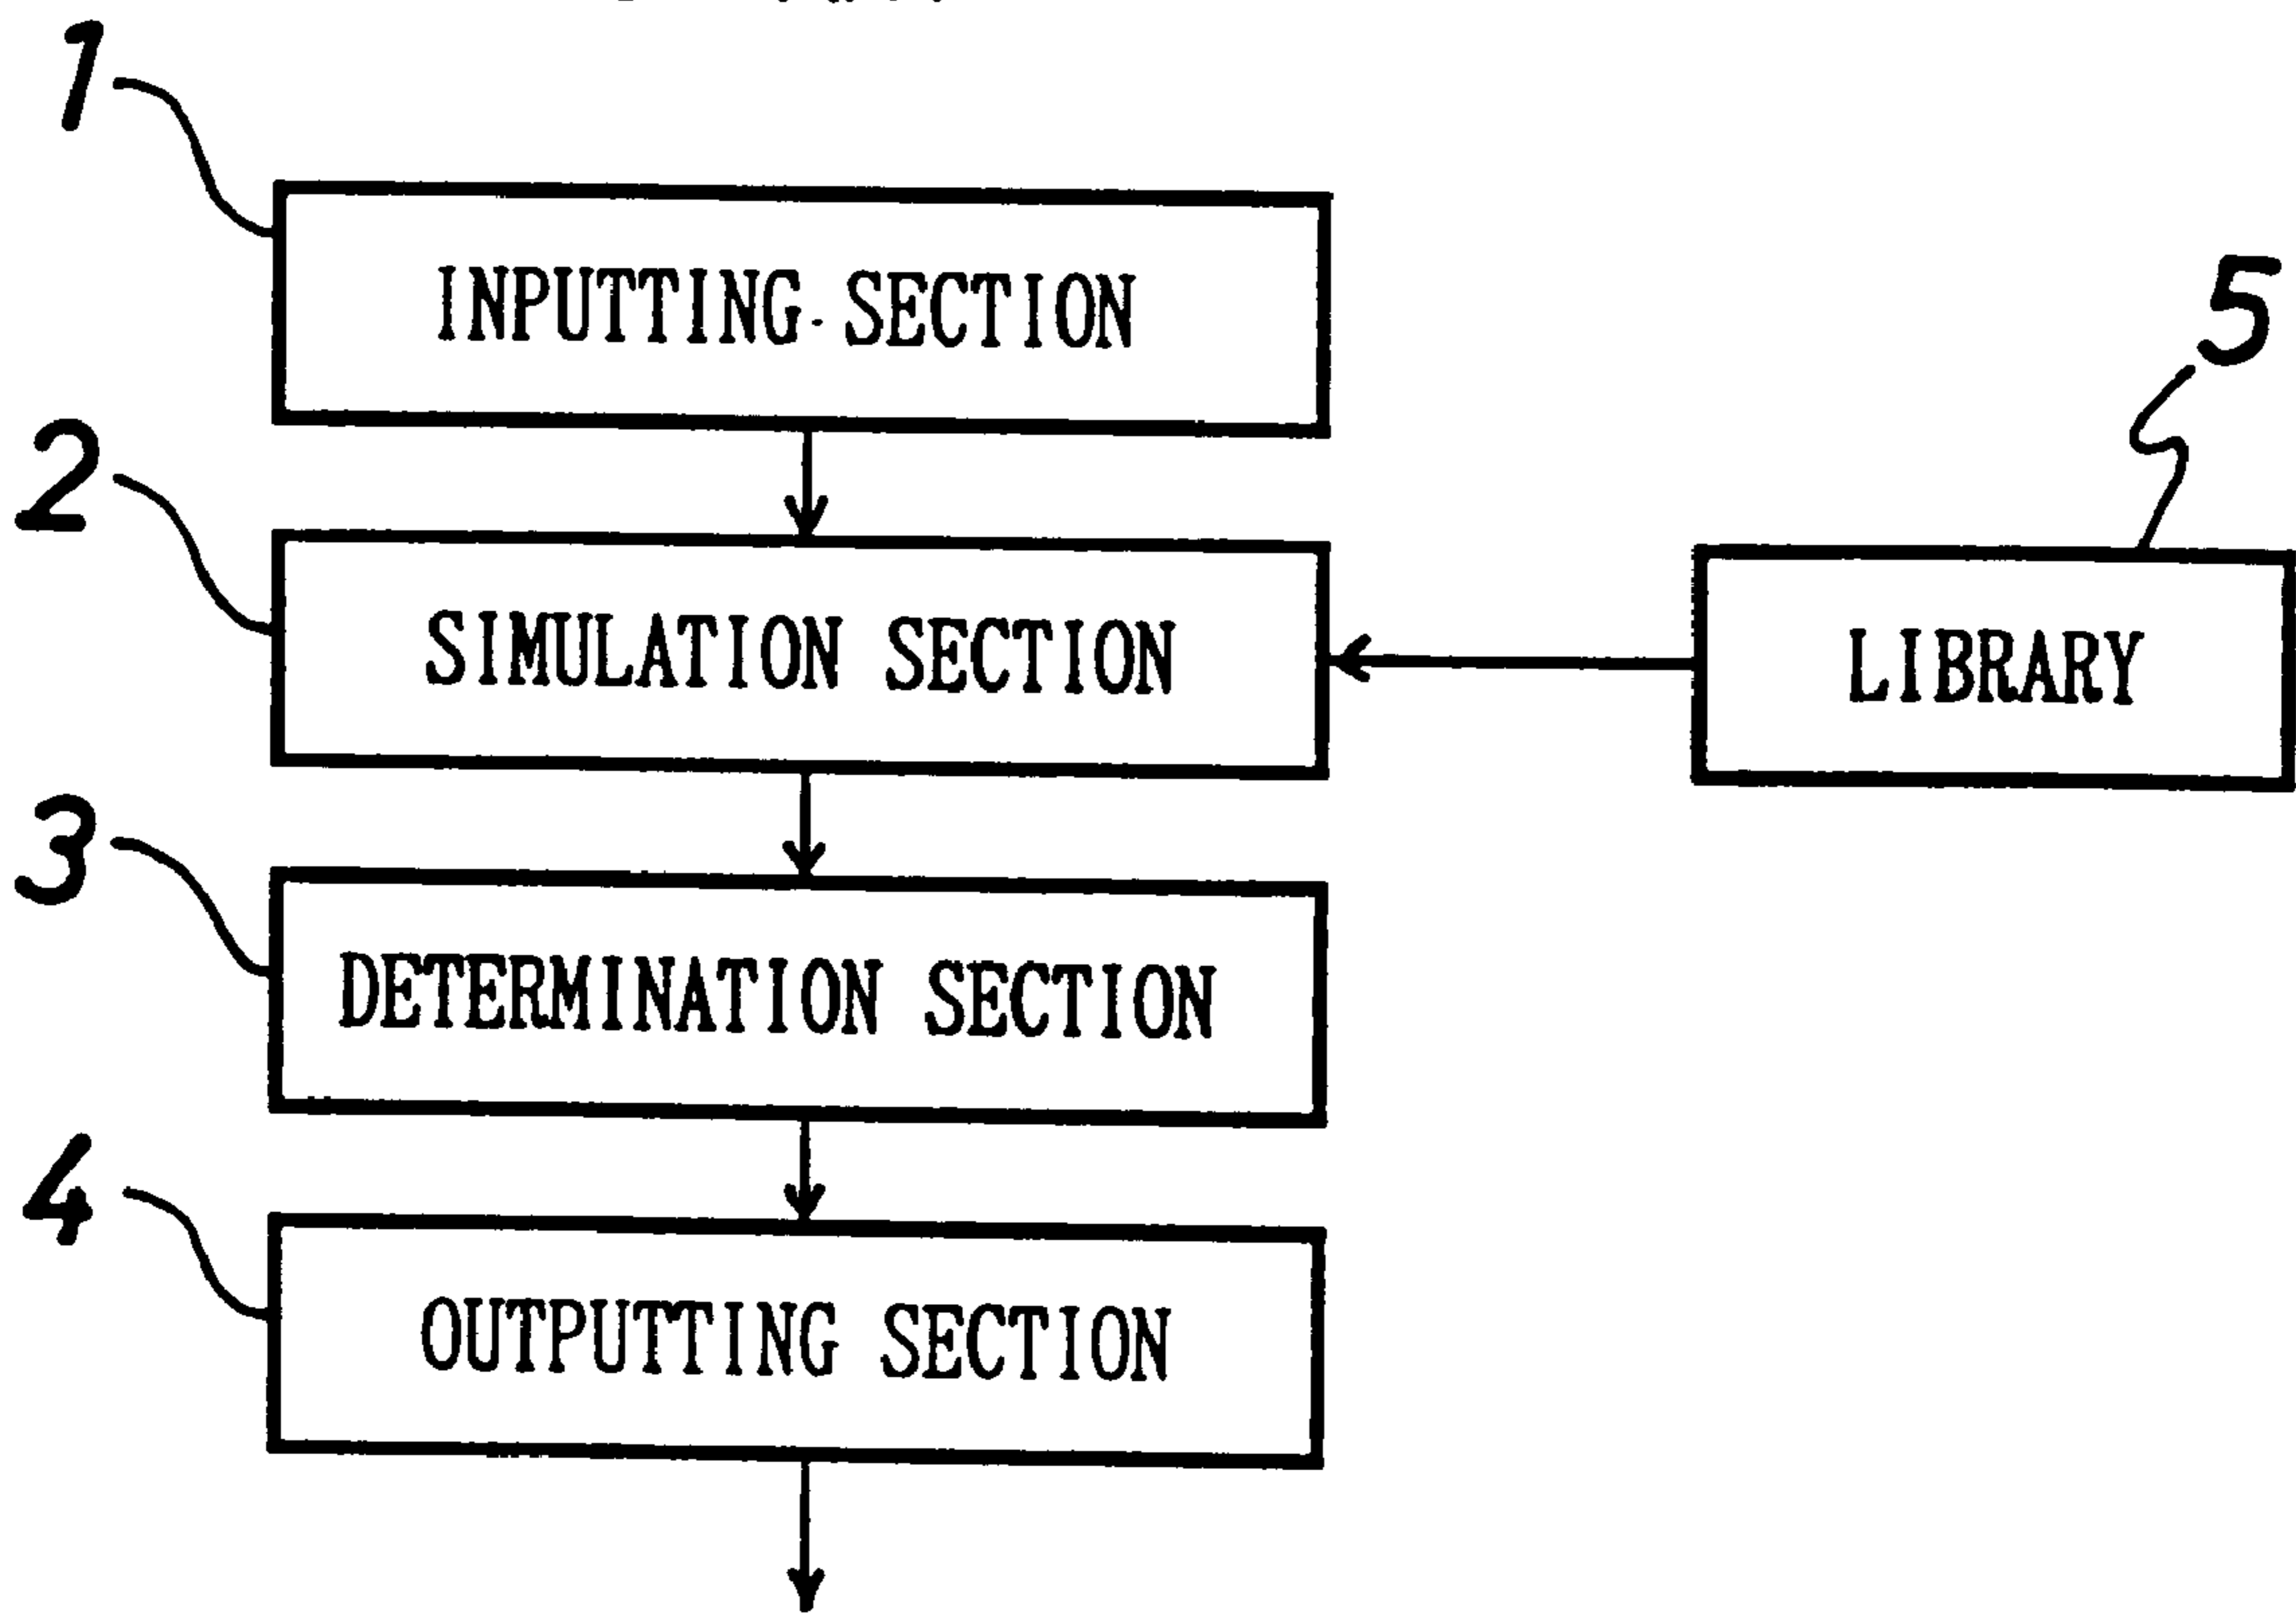 1
INPUTTING SECTION
5
2
SIMULATION SECTION
LIBRARY
3
DETERMINATION SECTION
4
OUTPUTTING SECTION